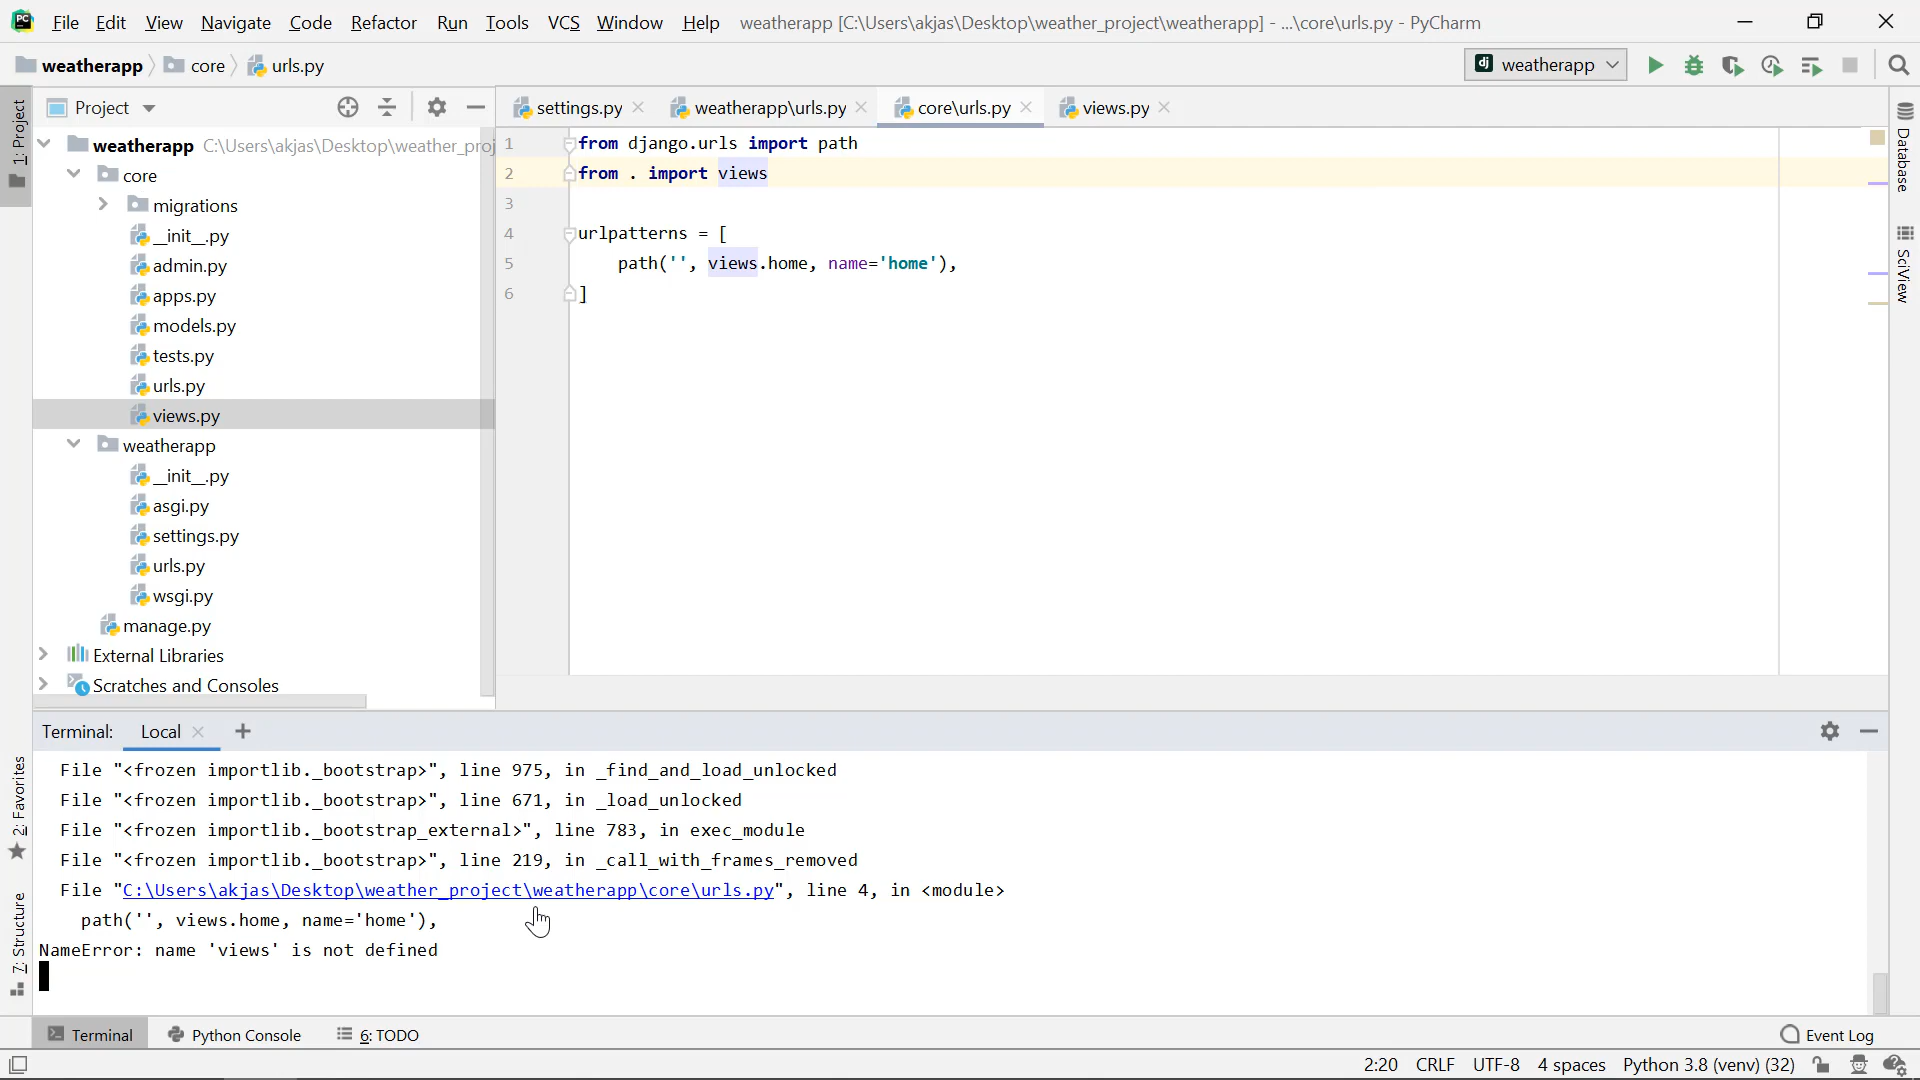 File Edit View Navigate Code Refactor Run Tools VCS Window Help weatherapp [C:\Users\akjas\Desktop\weather_project\weatherapp] - ...\core\urls.py - PyCharm
weatherapp core urls.py
dj weatherapp
Project
settings.py weatherapp\urls.py core\urls.py views.py
weatherapp C:\Users\akjas\Desktop\weather_proj
core
migrations
__init__.py
admin.py
apps.py
models.py
tests.py
urls.py
views.py
weatherapp
__init__.py
asgi.py
settings.py
urls.py
wsgi.py
manage.py
External Libraries
Scratches and Consoles
1 from django.urls import path
2 from . import views
3
4 urlpatterns = [
5 path('', views.home, name='home'),
6 ]
1: Project
2: Favorites
7: Structure
Database
SciView
Terminal: Local
File "<frozen importlib._bootstrap>", line 975, in _find_and_load_unlocked
File "<frozen importlib._bootstrap>", line 671, in _load_unlocked
File "<frozen importlib._bootstrap_external>", line 783, in exec_module
File "<frozen importlib._bootstrap>", line 219, in _call_with_frames_removed
File "C:\Users\akjas\Desktop\weather_project\weatherapp\core\urls.py", line 4, in <module>
path('', views.home, name='home'),
NameError: name 'views' is not defined
Terminal Python Console 6: TODO Event Log
2:20 CRLF UTF-8 4 spaces Python 3.8 (venv) (32)